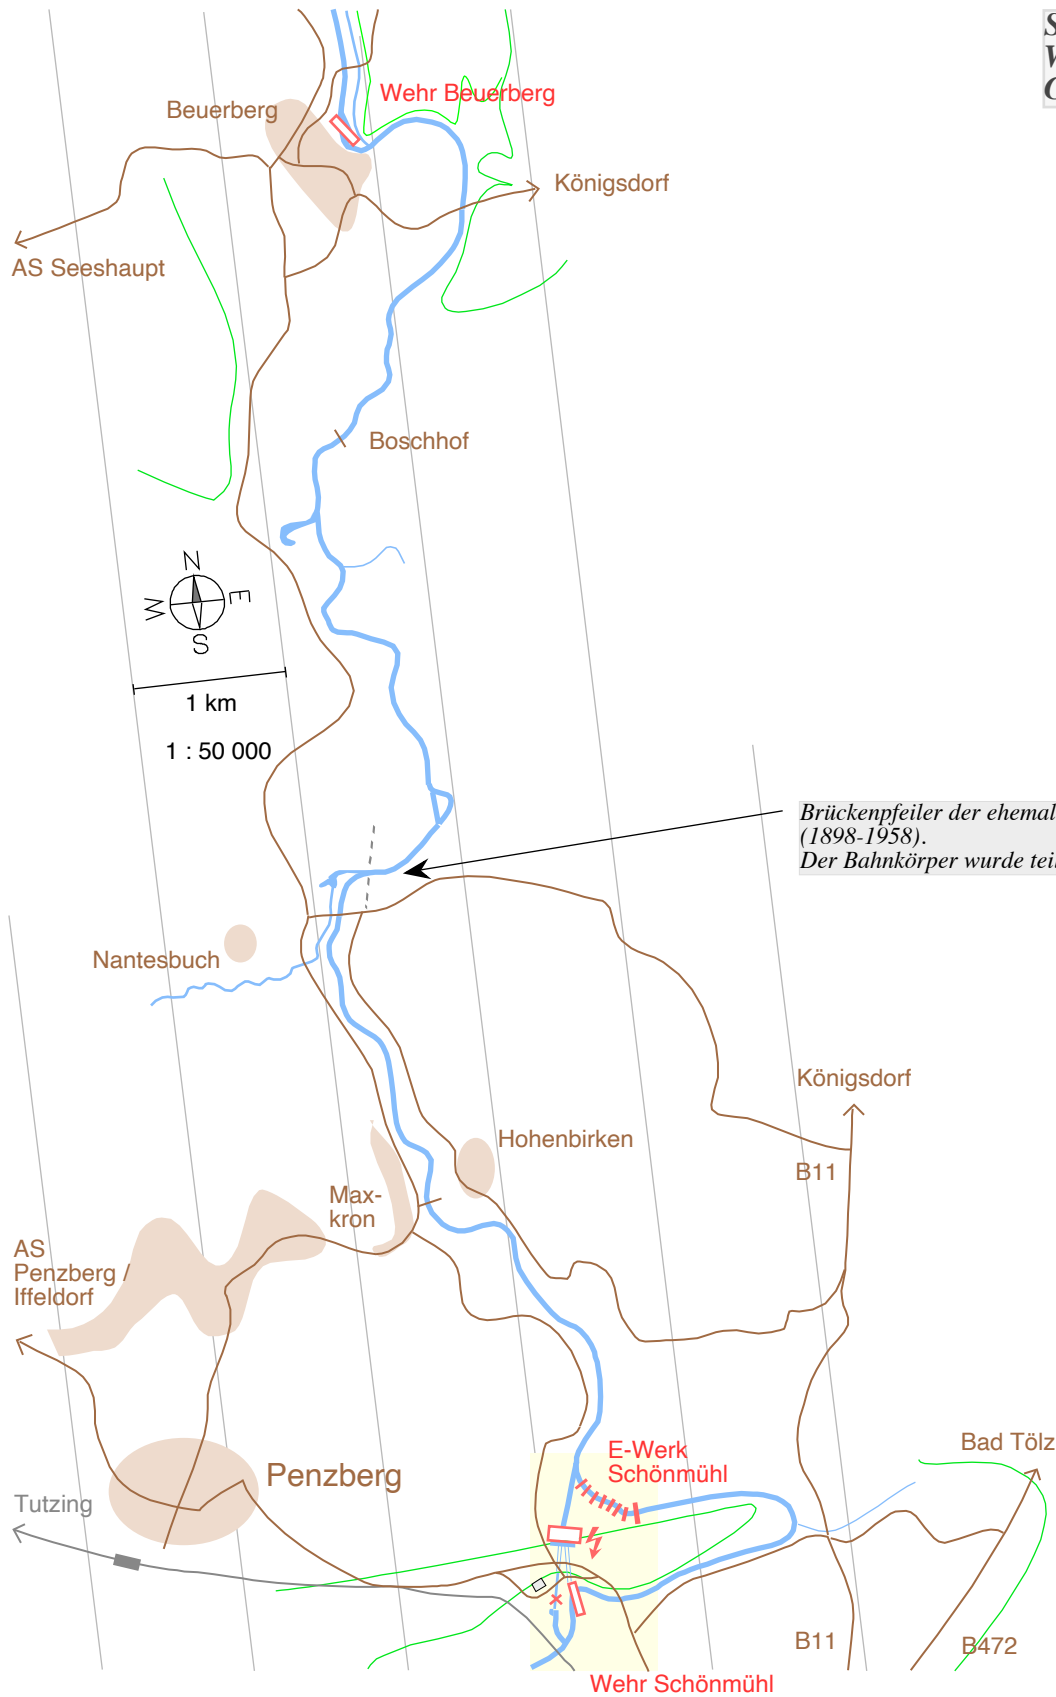 Wehr Beuerberg
Beuerberg
Königsdorf
AS Seeshaupt
Boschhof
N
W
E
S
1 km
1 : 50 000
Brückenpfeiler der
(1898-1958).
Der Bahnkörper wurde
Nantesbuch
Königsdorf
Hohenbirken
B11
Max-
kron
AS
Penzberg /
Iffeldorf
E-Werk
Schönmühl
Bad Tölz
Penzberg
Tutzing
B11
B472
Wehr Schönmühl